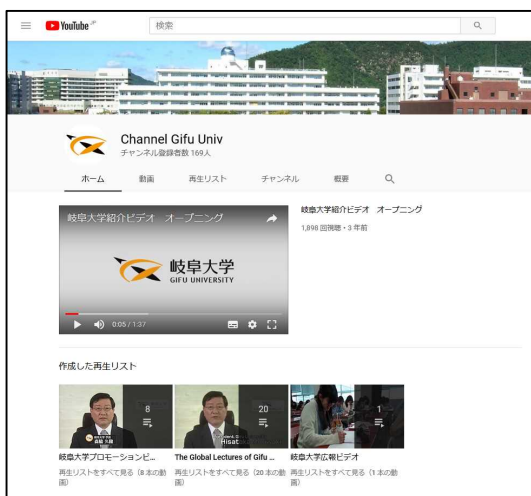 YouTube JP
検索
Channel Gifu Univ
チャンネル登録者数 169人
ホーム 動画 再生リスト チャンネル 概要
岐阜大学紹介ビデオ オープニング
岐阜大学紹介ビデオ オープニング
1,898 回視聴・3 年前
岐阜大学
GIFU UNIVERSITY
0:05 / 1:37
作成した再生リスト
8
20
1
Hisat
岐阜大学プロモーションビ...
The Global Lectures of Gifu ...
岐阜大学広報ビデオ
再生リストをすべて見る（8 本の動画）
再生リストをすべて見る（20 本の動画）
再生リストをすべて見る（1 本の動画）